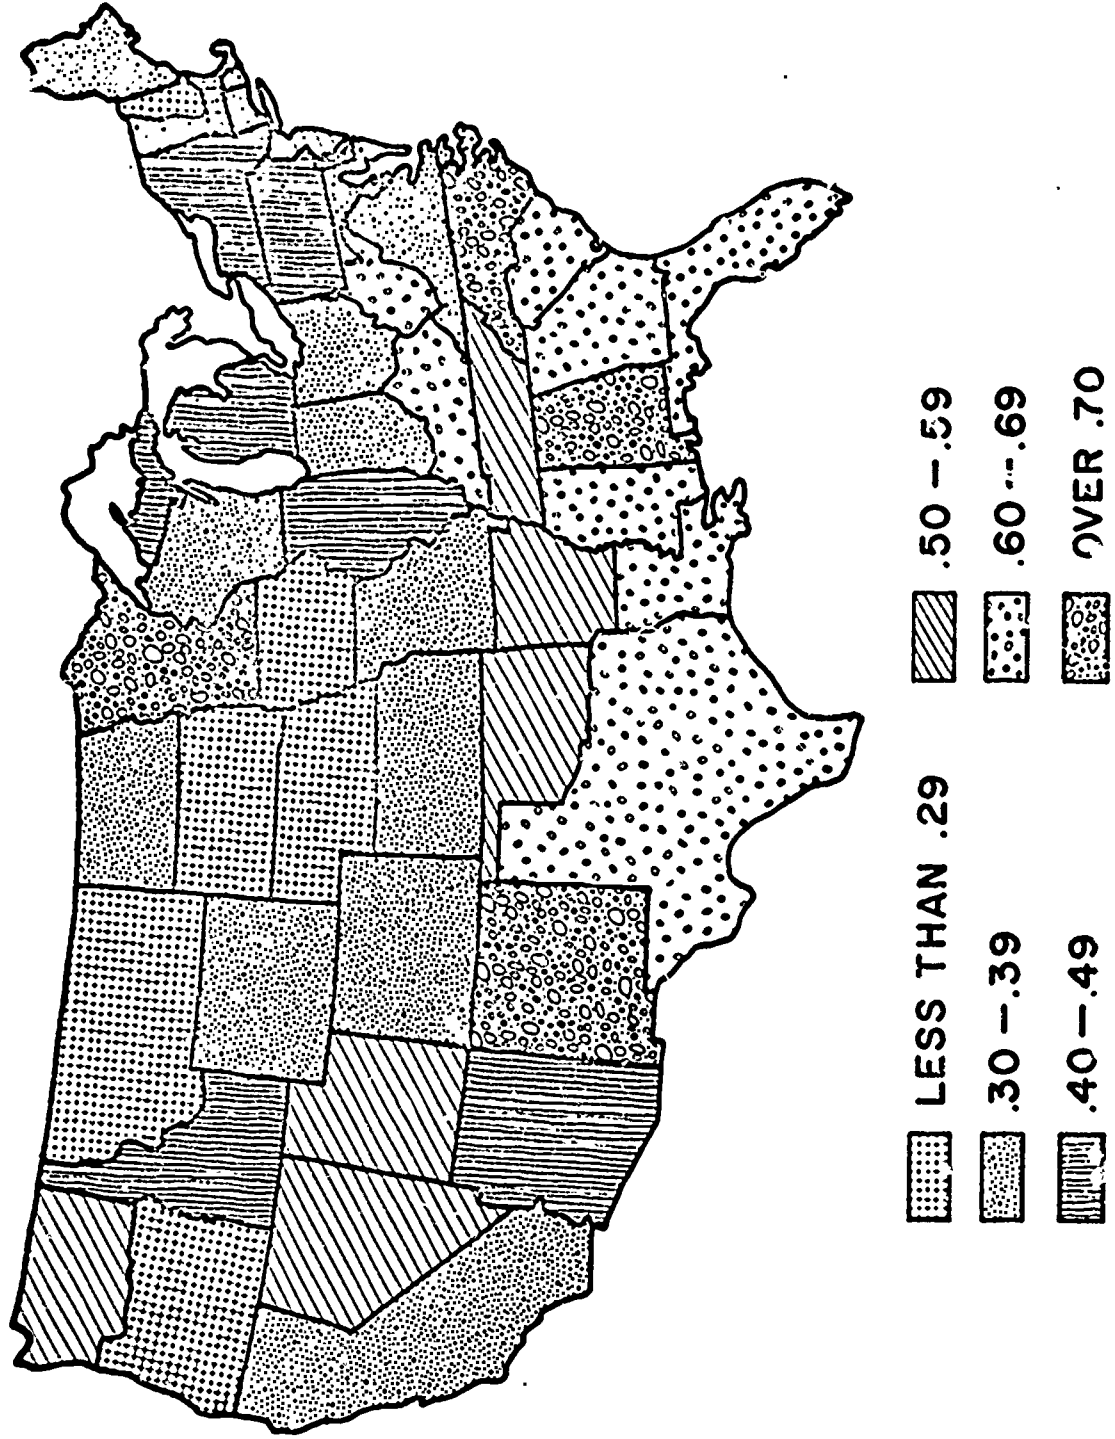 LESS THAN .29
.30 – .39
.40 – .49
.50 – .59
.60 – .69
OVER .70